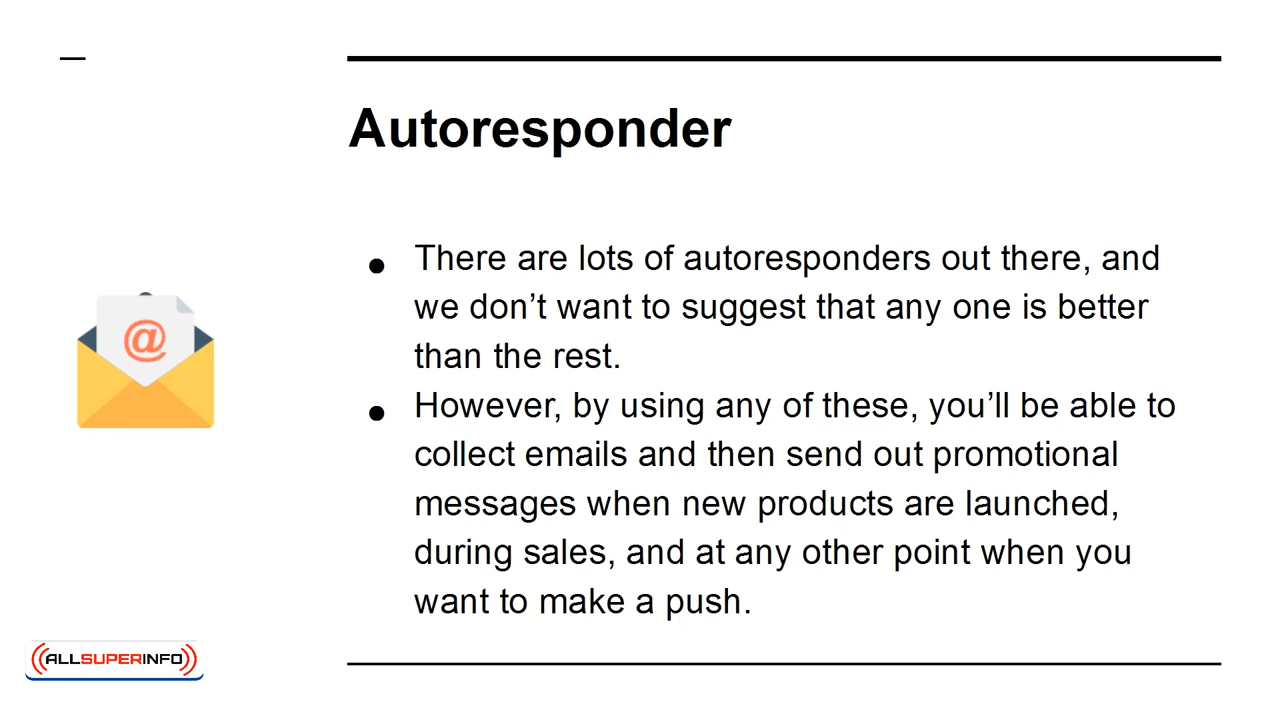 Autoresponder
@
● There are lots of autoresponders out there, and
we don’t want to suggest that any one is better
than the rest.
● However, by using any of these, you’ll be able to
collect emails and then send out promotional
messages when new products are launched,
during sales, and at any other point when you
want to make a push.
ALLSUPERINFO